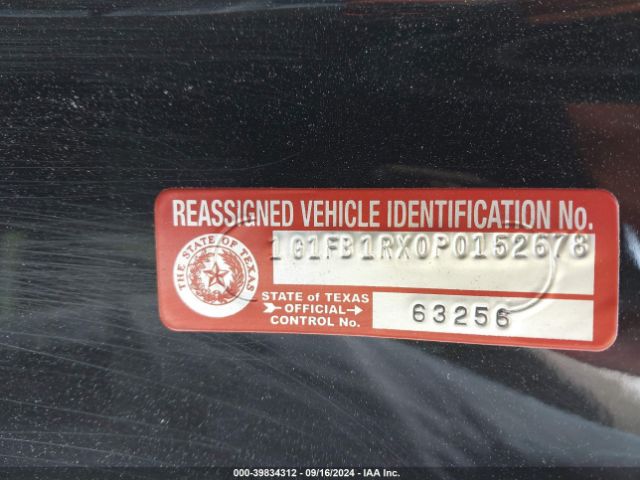 REASSIGNED VEHICLE IDENTIFICATION No.
1G1FB1RX0P0152678
THE STATE OF TEXAS
STATE of TEXAS
OFFICIAL
CONTROL No.
63256
000-39834312 - 09/16/2024 - IAA Inc.